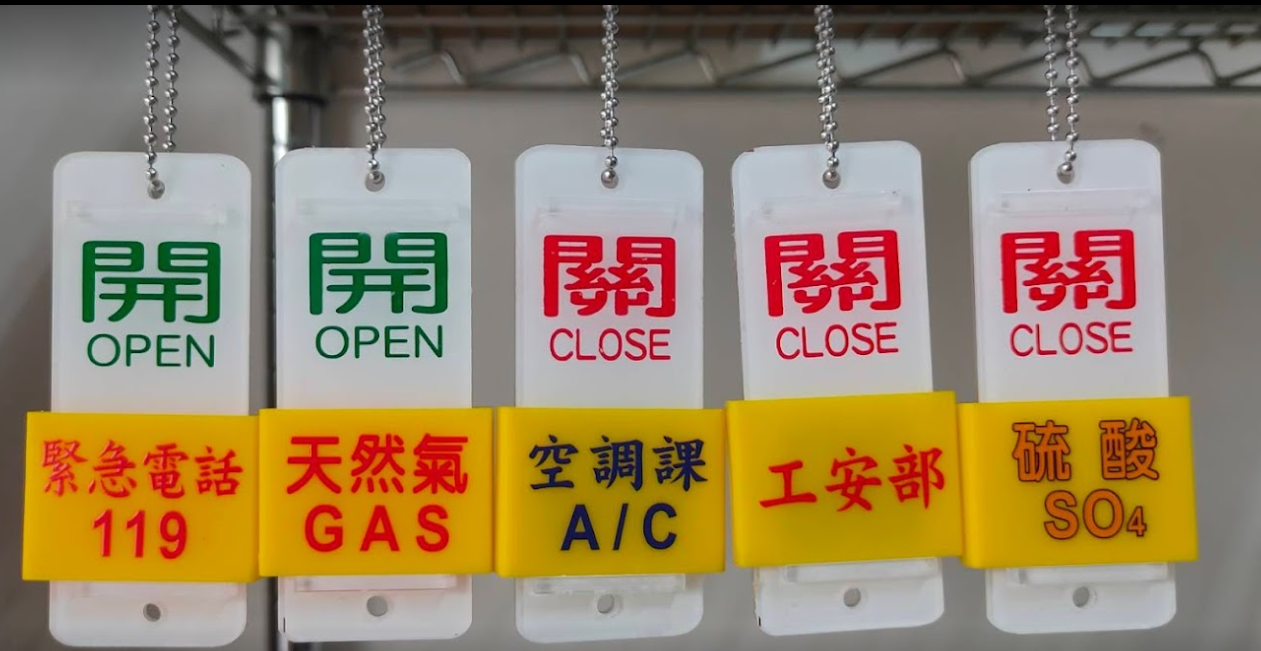 開
OPEN
緊急電話
119
開
OPEN
天然氣
GAS
關
CLOSE
空調課
A/C
關
CLOSE
工安部
關
CLOSE
硫酸
SO₄